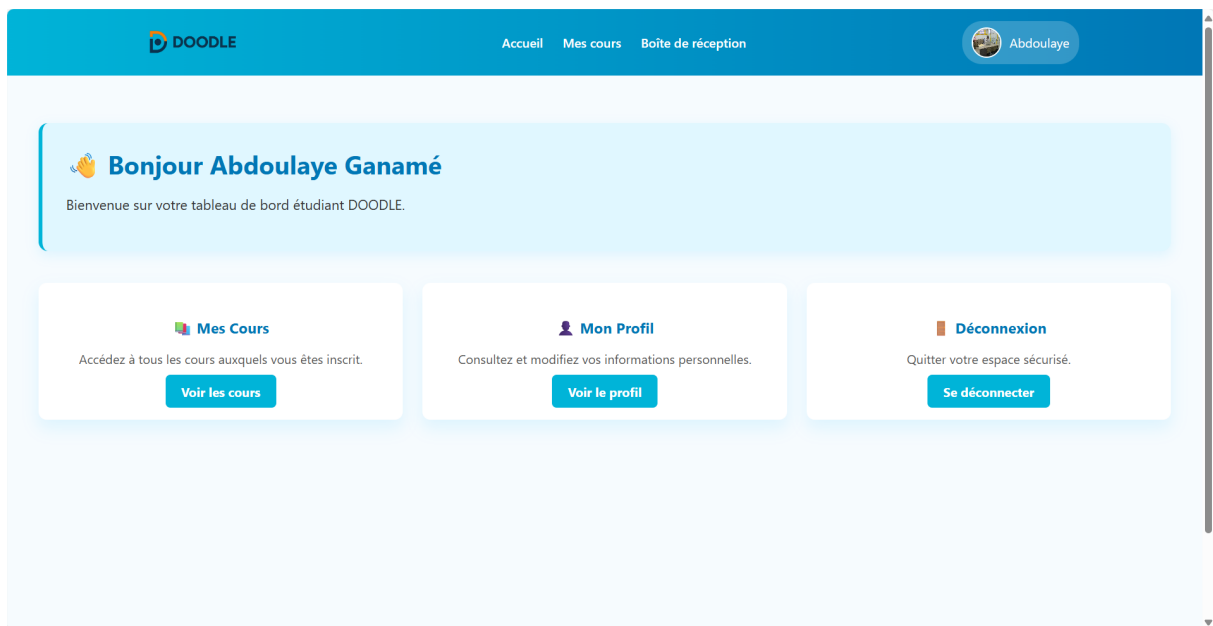 DOODLE
Accueil Mes cours Boîte de réception
Abdoulaye
👋 Bonjour Abdoulaye Ganamé
Bienvenue sur votre tableau de bord étudiant DOODLE.
📚 Mes Cours
Accédez à tous les cours auxquels vous êtes inscrit.
Voir les cours
👤 Mon Profil
Consultez et modifiez vos informations personnelles.
Voir le profil
🚪 Déconnexion
Quitter votre espace sécurisé.
Se déconnecter